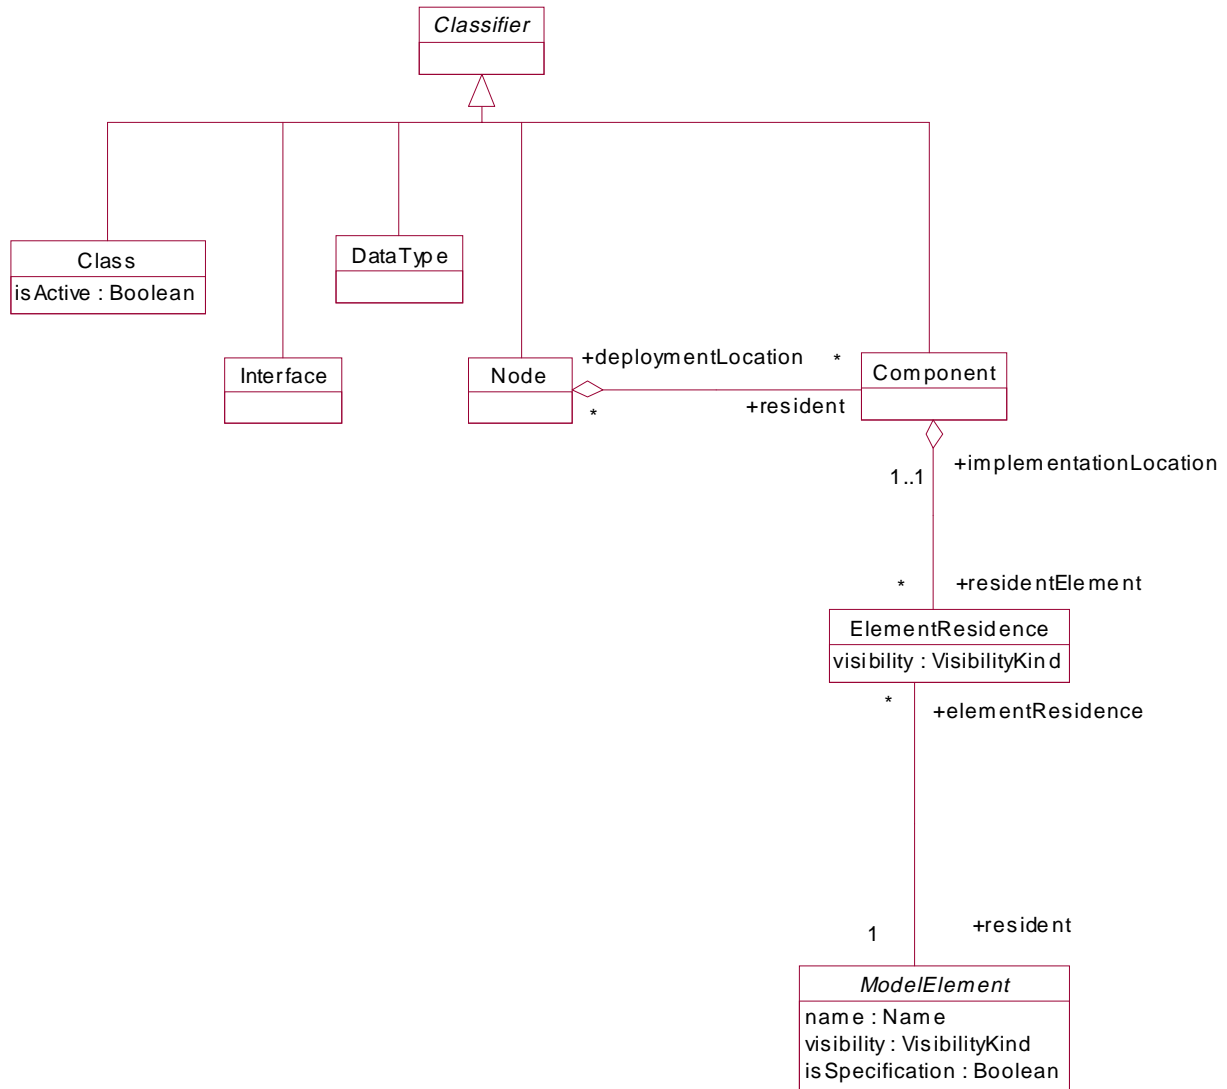 Classifier
Class
isActive : Boolean
DataType
Interface
Node
+deploymentLocation
*
*
+resident
Component
1..1
+implementationLocation
*
+residentElement
ElementResidence
visibility : VisibilityKind
*
+elementResidence
1
+resident
ModelElement
name : Name
visibility : VisibilityKind
isSpecification : Boolean